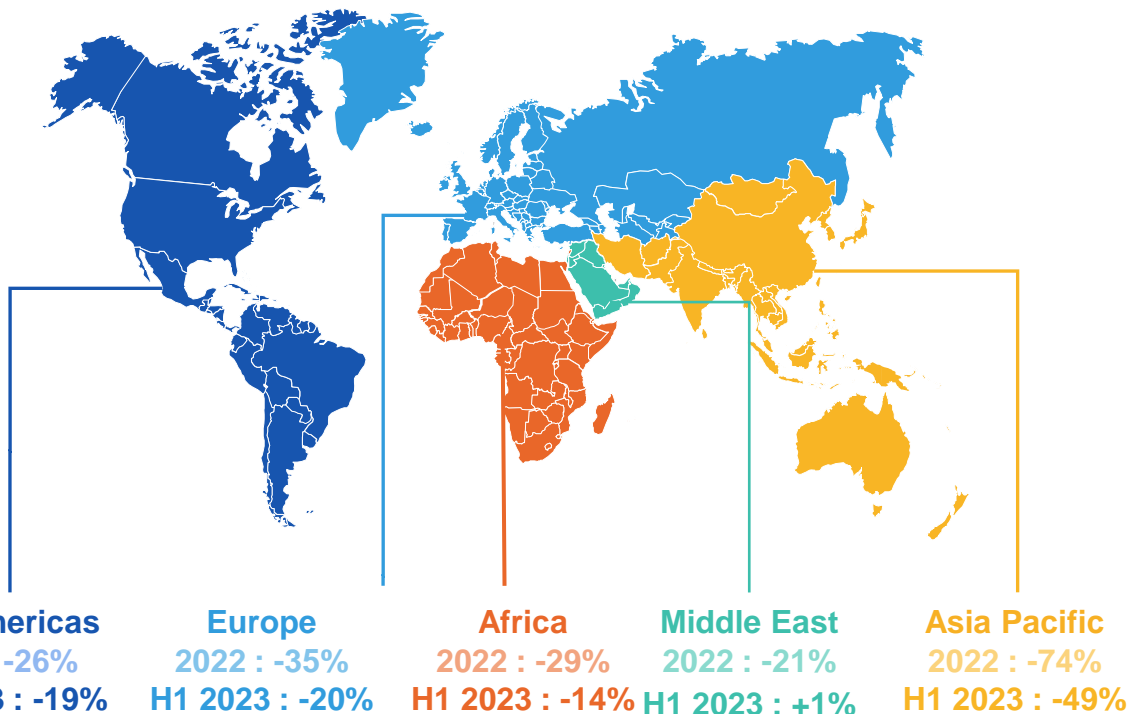 mericas
-26%
3 : -19%
Europe
2022 : -35%
H1 2023 : -20%
Africa
2022 : -29%
H1 2023 : -14%
Middle East
2022 : -21%
H1 2023 : +1%
Asia Pacific
2022 : -74%
H1 2023 : -49%